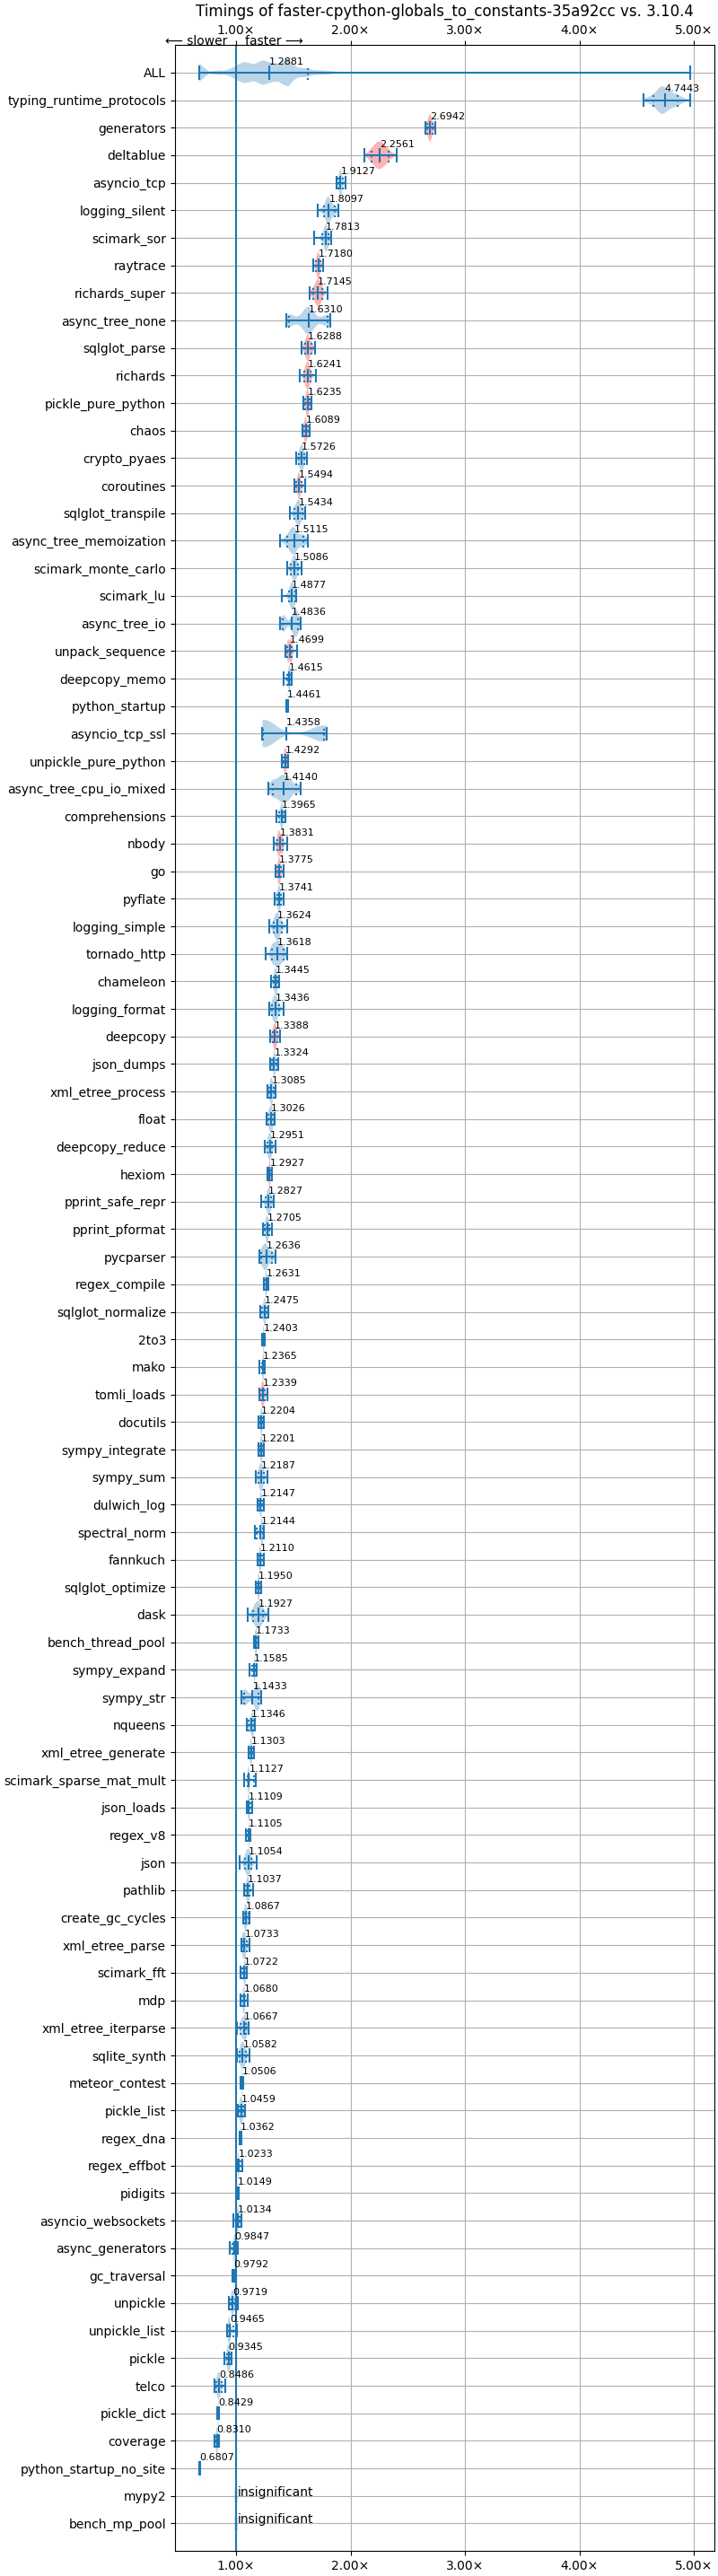 Timings of faster-cpython-globals_to_constants-35a92cc vs. 3.10.4
1.00× 2.00× 3.00× 4.00× 5.00×
⟵ slower faster ⟶
ALL 1.2881
typing_runtime_protocols 4.7443
generators 2.6942
deltablue 2.2561
asyncio_tcp 1.9127
logging_silent 1.8097
scimark_sor 1.7813
raytrace 1.7180
richards_super 1.7145
async_tree_none 1.6310
sqlglot_parse 1.6288
richards 1.6241
pickle_pure_python 1.6235
chaos 1.6089
crypto_pyaes 1.5726
coroutines 1.5494
sqlglot_transpile 1.5434
async_tree_memoization 1.5115
scimark_monte_carlo 1.5086
scimark_lu 1.4877
async_tree_io 1.4836
unpack_sequence 1.4699
deepcopy_memo 1.4615
python_startup 1.4461
asyncio_tcp_ssl 1.4358
unpickle_pure_python 1.4292
async_tree_cpu_io_mixed 1.4140
comprehensions 1.3965
nbody 1.3831
go 1.3775
pyflate 1.3741
logging_simple 1.3624
tornado_http 1.3618
chameleon 1.3445
logging_format 1.3436
deepcopy 1.3388
json_dumps 1.3324
xml_etree_process 1.3085
float 1.3026
deepcopy_reduce 1.2951
hexiom 1.2927
pprint_safe_repr 1.2827
pprint_pformat 1.2705
pycparser 1.2636
regex_compile 1.2631
sqlglot_normalize 1.2475
2to3 1.2403
mako 1.2365
tomli_loads 1.2339
docutils 1.2204
sympy_integrate 1.2201
sympy_sum 1.2187
dulwich_log 1.2147
spectral_norm 1.2144
fannkuch 1.2110
sqlglot_optimize 1.1950
dask 1.1927
bench_thread_pool 1.1733
sympy_expand 1.1585
sympy_str 1.1433
nqueens 1.1346
xml_etree_generate 1.1303
scimark_sparse_mat_mult 1.1127
json_loads 1.1109
regex_v8 1.1105
json 1.1054
pathlib 1.1037
create_gc_cycles 1.0867
xml_etree_parse 1.0733
scimark_fft 1.0722
mdp 1.0680
xml_etree_iterparse 1.0667
sqlite_synth 1.0582
meteor_contest 1.0506
pickle_list 1.0459
regex_dna 1.0362
regex_effbot 1.0233
pidigits 1.0149
asyncio_websockets 1.0134
async_generators 0.9847
gc_traversal 0.9792
unpickle 0.9719
unpickle_list 0.9465
pickle 0.9345
telco 0.8486
pickle_dict 0.8429
coverage 0.8310
python_startup_no_site 0.6807
mypy2 insignificant
bench_mp_pool insignificant
1.00× 2.00× 3.00× 4.00× 5.00×